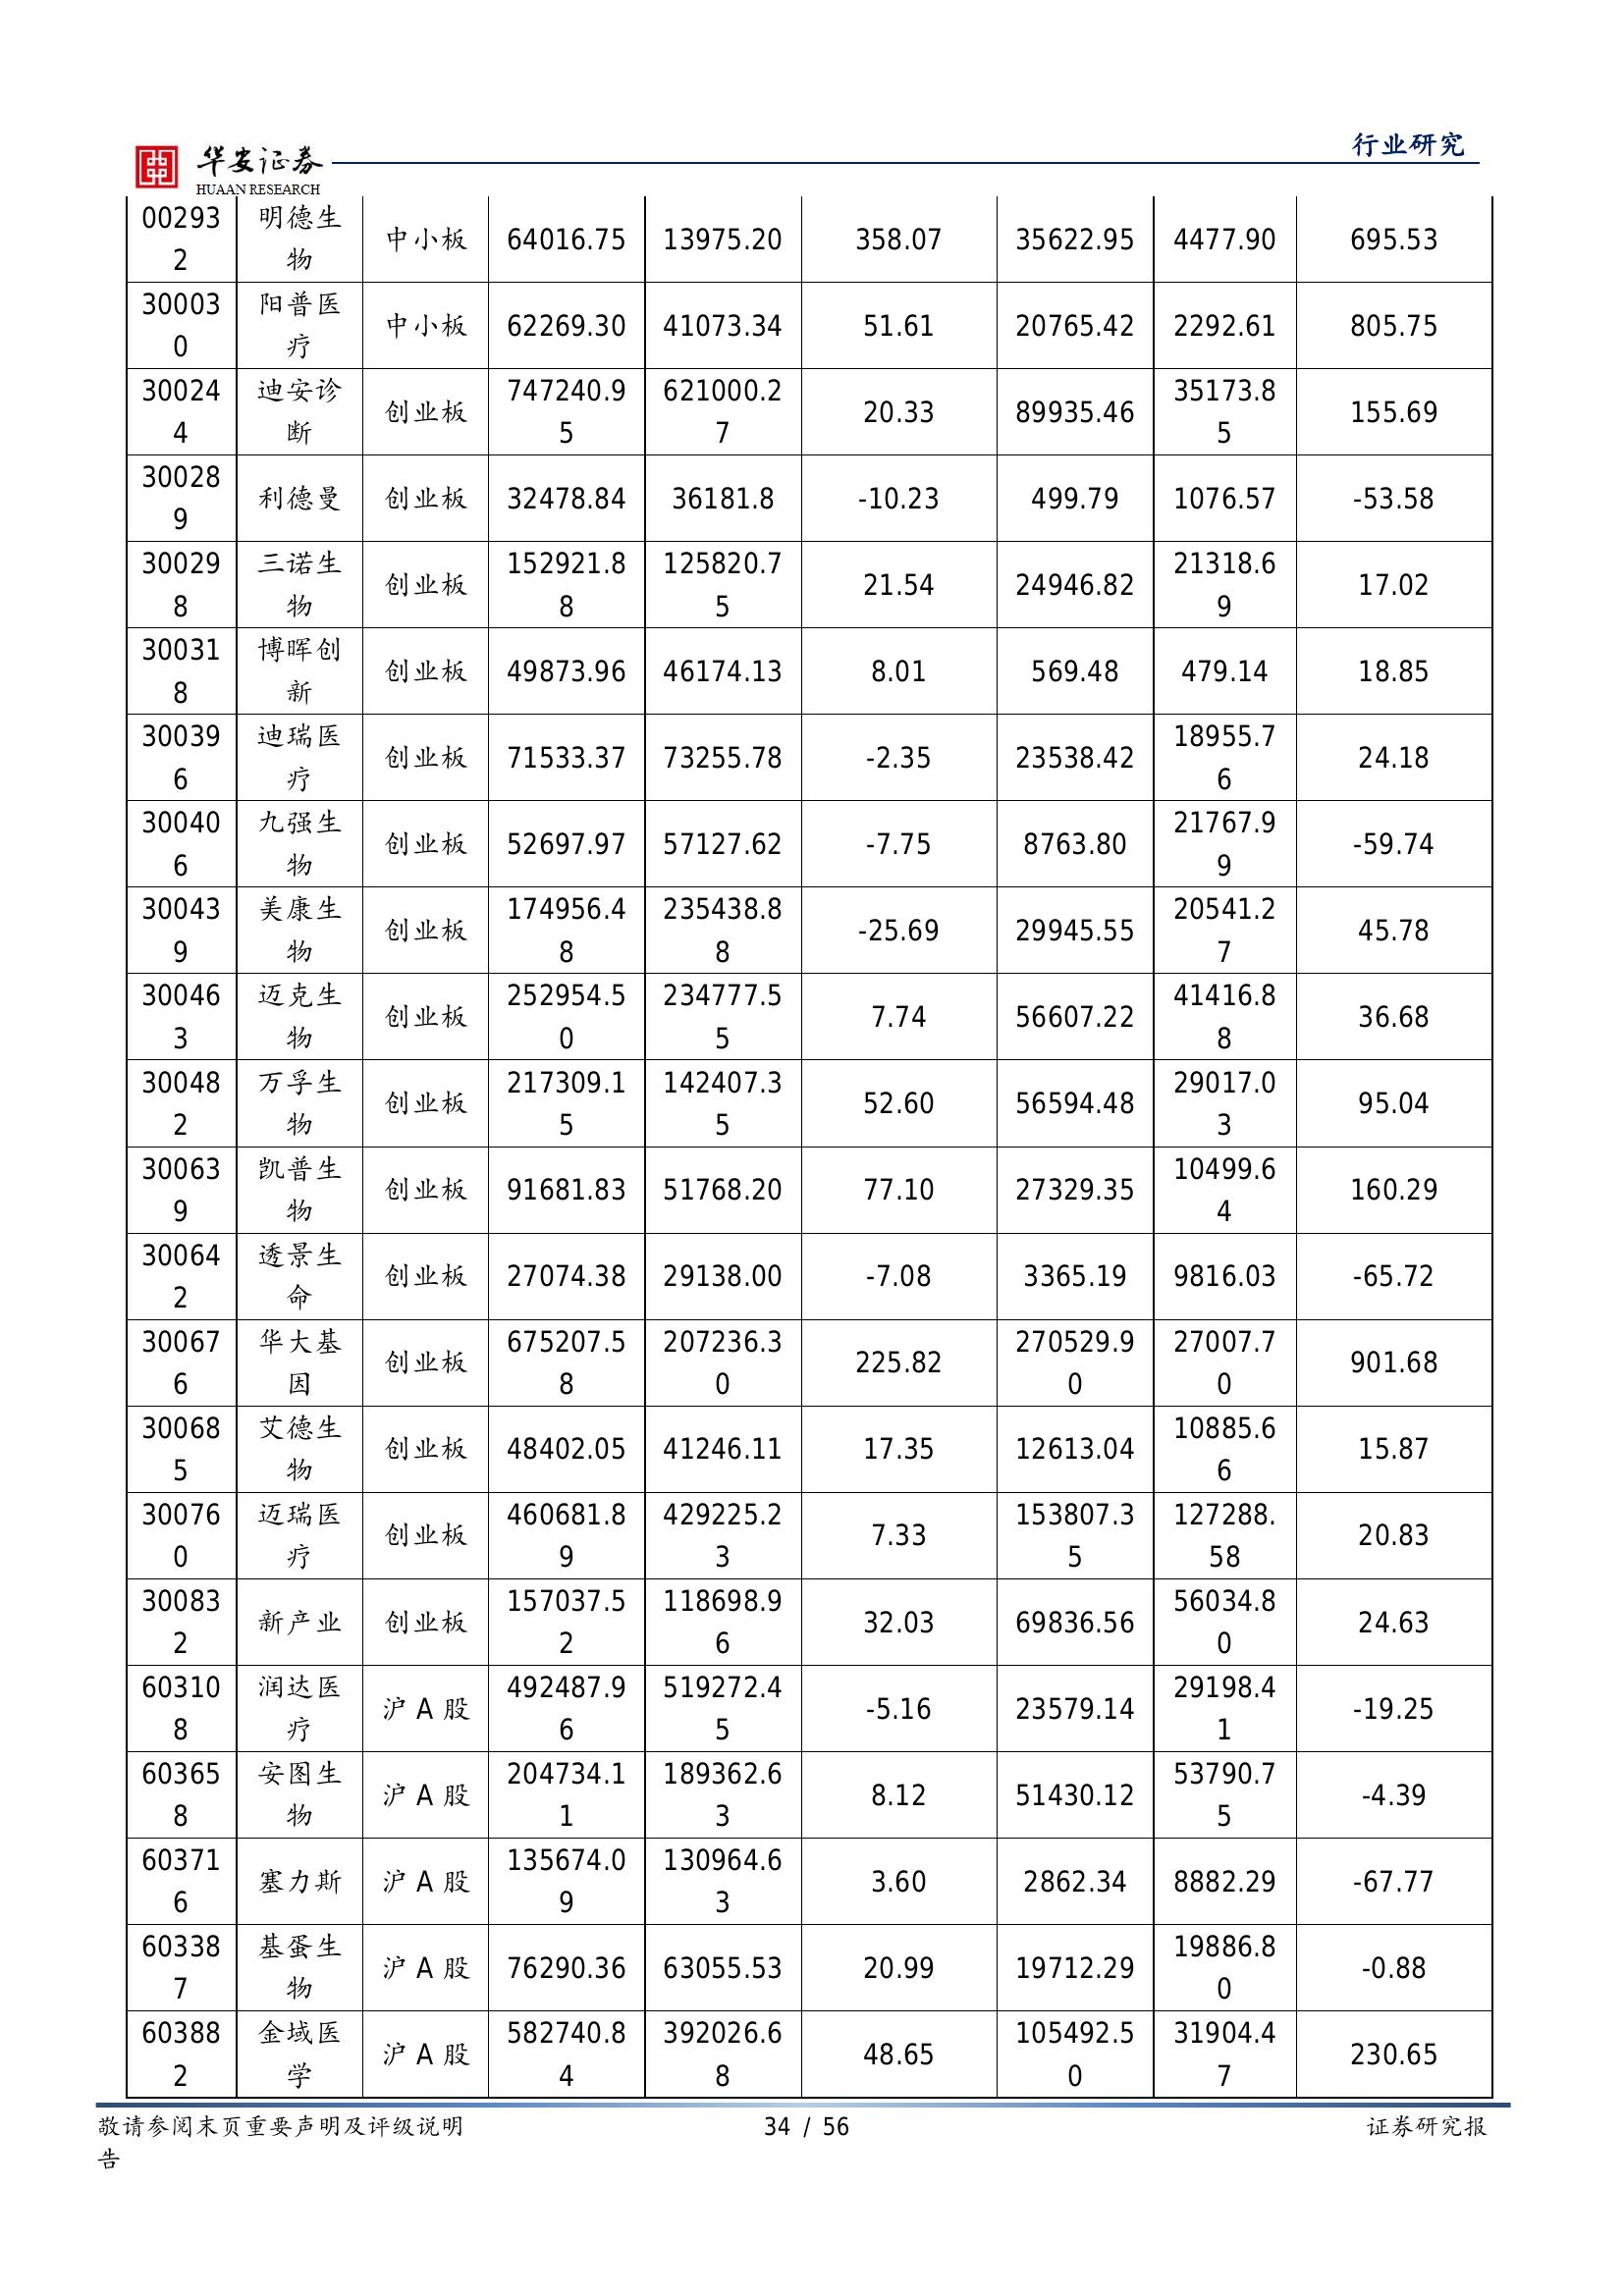 行业研究
华安证券
HUAAN RESEARCH
002932 明德生物 中小板 64016.75 13975.20 358.07 35622.95 4477.90 695.53
300030 阳普医疗 中小板 62269.30 41073.34 51.61 20765.42 2292.61 805.75
300244 迪安诊断 创业板 747240.95 621000.27 20.33 89935.46 35173.85 155.69
300289 利德曼 创业板 32478.84 36181.8 -10.23 499.79 1076.57 -53.58
300298 三诺生物 创业板 152921.88 125820.75 21.54 24946.82 21318.69 17.02
300318 博晖创新 创业板 49873.96 46174.13 8.01 569.48 479.14 18.85
300396 迪瑞医疗 创业板 71533.37 73255.78 -2.35 23538.42 18955.76 24.18
300406 九强生物 创业板 52697.97 57127.62 -7.75 8763.80 21767.99 -59.74
300439 美康生物 创业板 174956.48 235438.88 -25.69 29945.55 20541.27 45.78
300463 迈克生物 创业板 252954.50 234777.55 7.74 56607.22 41416.88 36.68
300482 万孚生物 创业板 217309.15 142407.35 52.60 56594.48 29017.03 95.04
300639 凯普生物 创业板 91681.83 51768.20 77.10 27329.35 10499.64 160.29
300642 透景生命 创业板 27074.38 29138.00 -7.08 3365.19 9816.03 -65.72
300676 华大基因 创业板 675207.58 207236.30 225.82 270529.90 27007.70 901.68
300685 艾德生物 创业板 48402.05 41246.11 17.35 12613.04 10885.66 15.87
300760 迈瑞医疗 创业板 460681.89 429225.23 7.33 153807.35 127288.58 20.83
300832 新产业 创业板 157037.52 118698.96 32.03 69836.56 56034.80 24.63
603108 润达医疗 沪 A 股 492487.96 519272.45 -5.16 23579.14 29198.41 -19.25
603658 安图生物 沪 A 股 204734.11 189362.63 8.12 51430.12 53790.75 -4.39
603716 塞力斯 沪 A 股 135674.09 130964.63 3.60 2862.34 8882.29 -67.77
603387 基蛋生物 沪 A 股 76290.36 63055.53 20.99 19712.29 19886.80 -0.88
603882 金域医学 沪 A 股 582740.84 392026.68 48.65 105492.50 31904.47 230.65
敬请参阅末页重要声明及评级说明 34 / 56 证券研究报
告